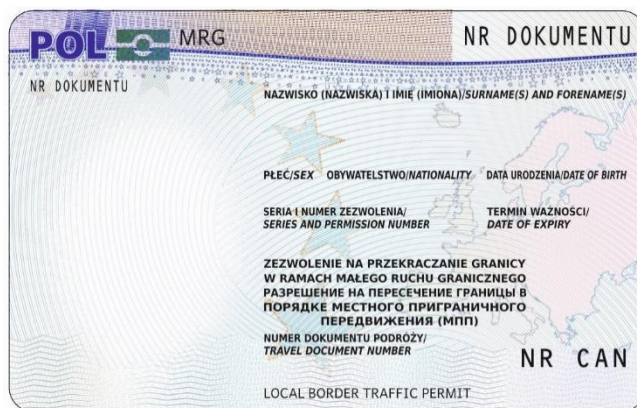 POL MRG NR DOKUMENTU
NR DOKUMENTU
NAZWISKO (NAZWISKA) I IMIĘ (IMIONA)/SURNAME(S) AND FORENAME(S)
PŁEĆ/SEX OBYWATELSTWO/NATIONALITY DATA URODZENIA/DATE OF BIRTH
SERIA I NUMER ZEZWOLENIA/
SERIES AND PERMISSION NUMBER
TERMIN WAŻNOŚCI/
DATE OF EXPIRY
ZEZWOLENIE NA PRZEKRACZANIE GRANICY
W RAMACH MAŁEGO RUCHU GRANICZNEGO
РАЗРЕШЕНИЕ НА ПЕРЕСЕЧЕНИЕ ГРАНИЦЫ В
ПОРЯДКЕ МЕСТНОГО ПРИГРАНИЧНОГО
ПЕРЕДВИЖЕНИЯ (МПП)
NUMER DOKUMENTU PODRÓŻY/
TRAVEL DOCUMENT NUMBER
NR CAN
LOCAL BORDER TRAFFIC PERMIT